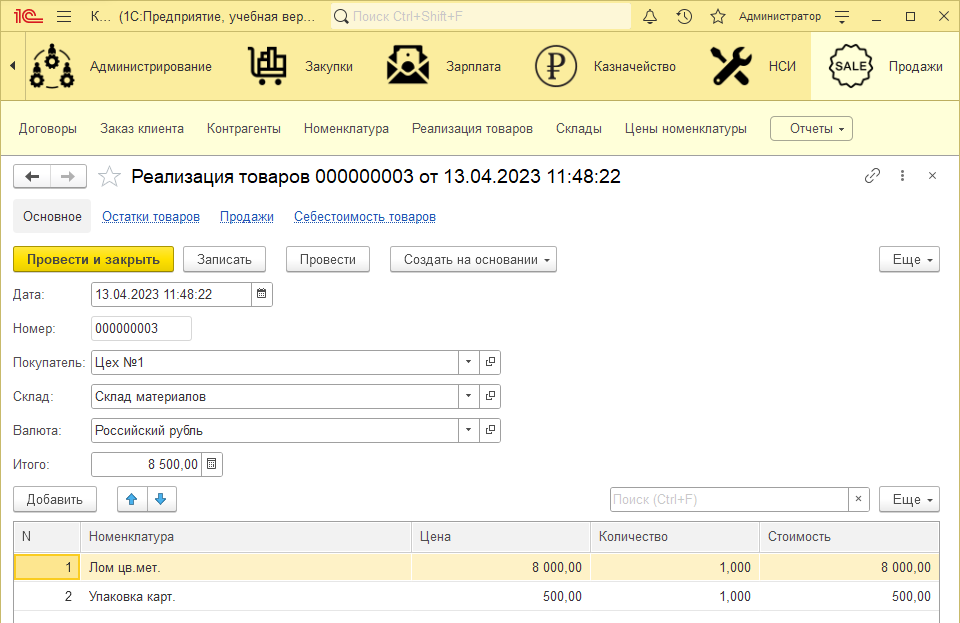 1С К... (1С:Предприятие, учебная вер... Поиск Ctrl+Shift+F Администратор
Администрирование Закупки Зарплата Казначейство НСИ SALE Продажи
Договоры Заказ клиента Контрагенты Номенклатура Реализация товаров Склады Цены номенклатуры Отчеты
Реализация товаров 000000003 от 13.04.2023 11:48:22
Основное Остатки товаров Продажи Себестоимость товаров
Провести и закрыть Записать Провести Создать на основании Еще
Дата: 13.04.2023 11:48:22
Номер: 000000003
Покупатель: Цех №1
Склад: Склад материалов
Валюта: Российский рубль
Итого: 8 500,00
Добавить Поиск (Ctrl+F) × Еще
N Номенклатура Цена Количество Стоимость
1 Лом цв.мет. 8 000,00 1,000 8 000,00
2 Упаковка карт. 500,00 1,000 500,00